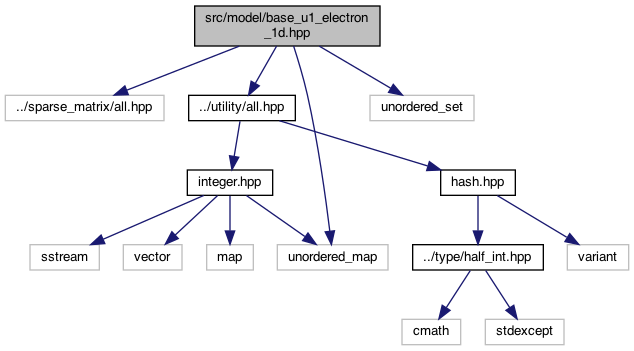 src/model/base_u1_electron
_1d.hpp
../sparse_matrix/all.hpp
../utility/all.hpp
unordered_set
integer.hpp
hash.hpp
sstream
vector
map
unordered_map
../type/half_int.hpp
variant
cmath
stdexcept